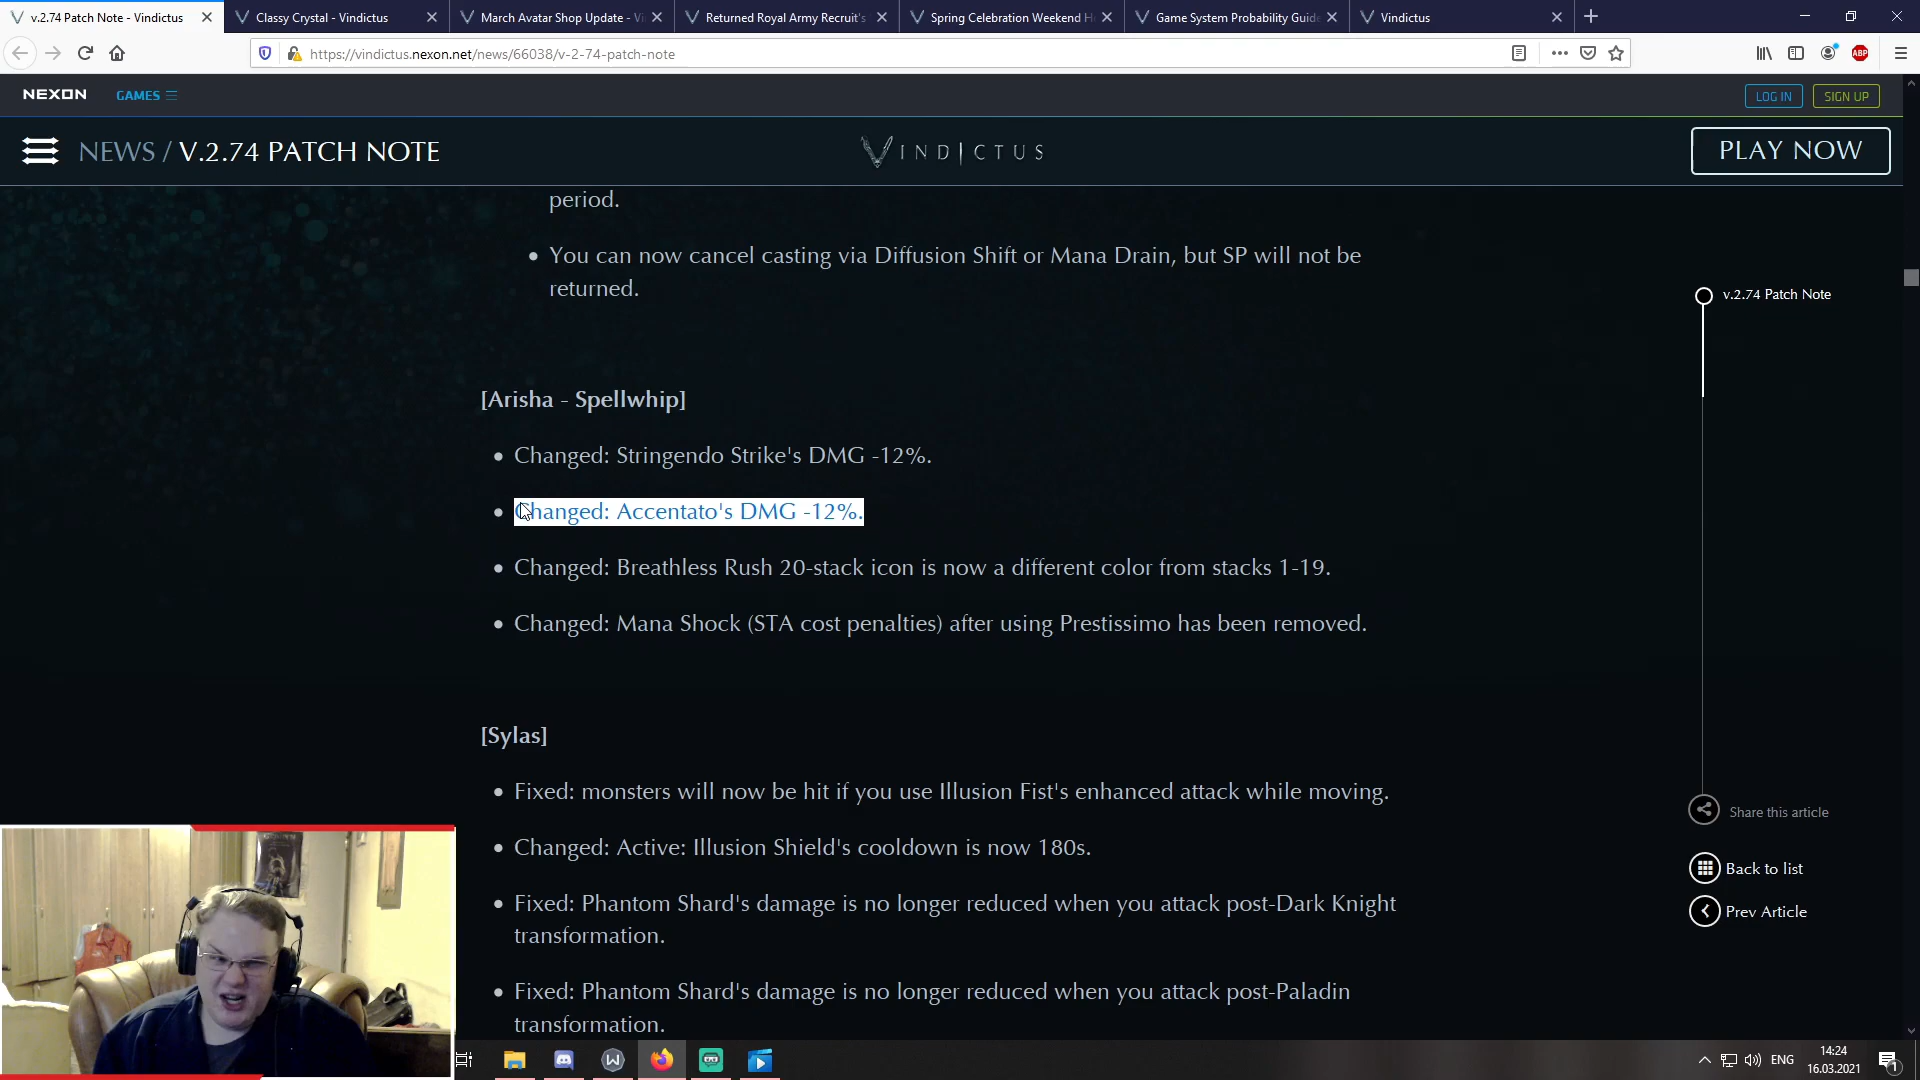 v.2.74 Patch Note - Vindictus
Classy Crystal - Vindictus
March Avatar Shop Update - Vi
Returned Royal Army Recruit's
Spring Celebration Weekend H
Game System Probability Guide
Vindictus
https://vindictus.nexon.net/news/66038/v-2-74-patch-note
ABP
NEXON
GAMES
LOG IN
SIGN UP
NEWS / V.2.74 PATCH NOTE
VINDICTUS
PLAY NOW
period.
• You can now cancel casting via Diffusion Shift or Mana Drain, but SP will not be
returned.
v.2.74 Patch Note
[Arisha - Spellwhip]
• Changed: Stringendo Strike's DMG -12%.
• Changed: Accentato's DMG -12%.
• Changed: Breathless Rush 20-stack icon is now a different color from stacks 1-19.
• Changed: Mana Shock (STA cost penalties) after using Prestissimo has been removed.
[Sylas]
• Fixed: monsters will now be hit if you use Illusion Fist's enhanced attack while moving.
• Changed: Active: Illusion Shield's cooldown is now 180s.
• Fixed: Phantom Shard's damage is no longer reduced when you attack post-Dark Knight
transformation.
• Fixed: Phantom Shard's damage is no longer reduced when you attack post-Paladin
transformation.
Share this article
Back to list
Prev Article
ENG
14:24
16.03.2021
1